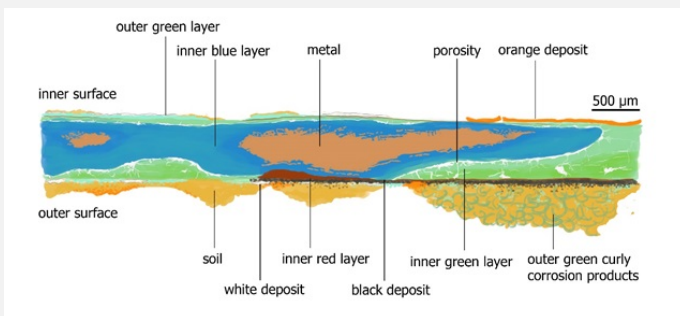 outer green layer
inner blue layer
metal
porosity
orange deposit
inner surface
500 µm
outer surface
soil
inner red layer
inner green layer
outer green curly
corrosion products
white deposit
black deposit